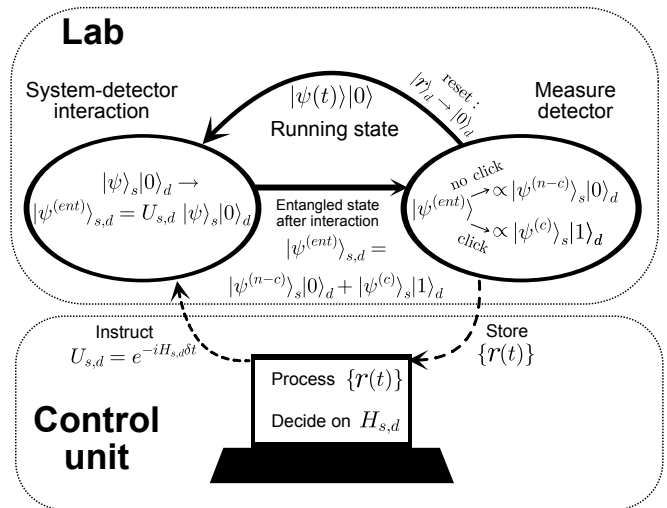 Lab
System-detector
interaction
|ψ(t)⟩|0⟩
Running state
reset :
|r⟩_d → |0⟩_d
Measure
detector
|ψ⟩_s|0⟩_d →
|ψ^(ent)⟩_{s,d} = U_{s,d} |ψ⟩_s|0⟩_d
Entangled state
after interaction
|ψ^(ent)⟩_{s,d} =
|ψ^(n-c)⟩_s|0⟩_d + |ψ^(c)⟩_s|1⟩_d
no click
∝|ψ^(n-c)⟩_s|0⟩_d
|ψ^(ent)⟩
∝|ψ^(c)⟩_s|1⟩_d
click
Instruct
U_{s,d} = e^{-iH_{s,d}δt}
Store
{r(t)}
Process {r(t)}
Decide on H_{s,d}
Control
unit